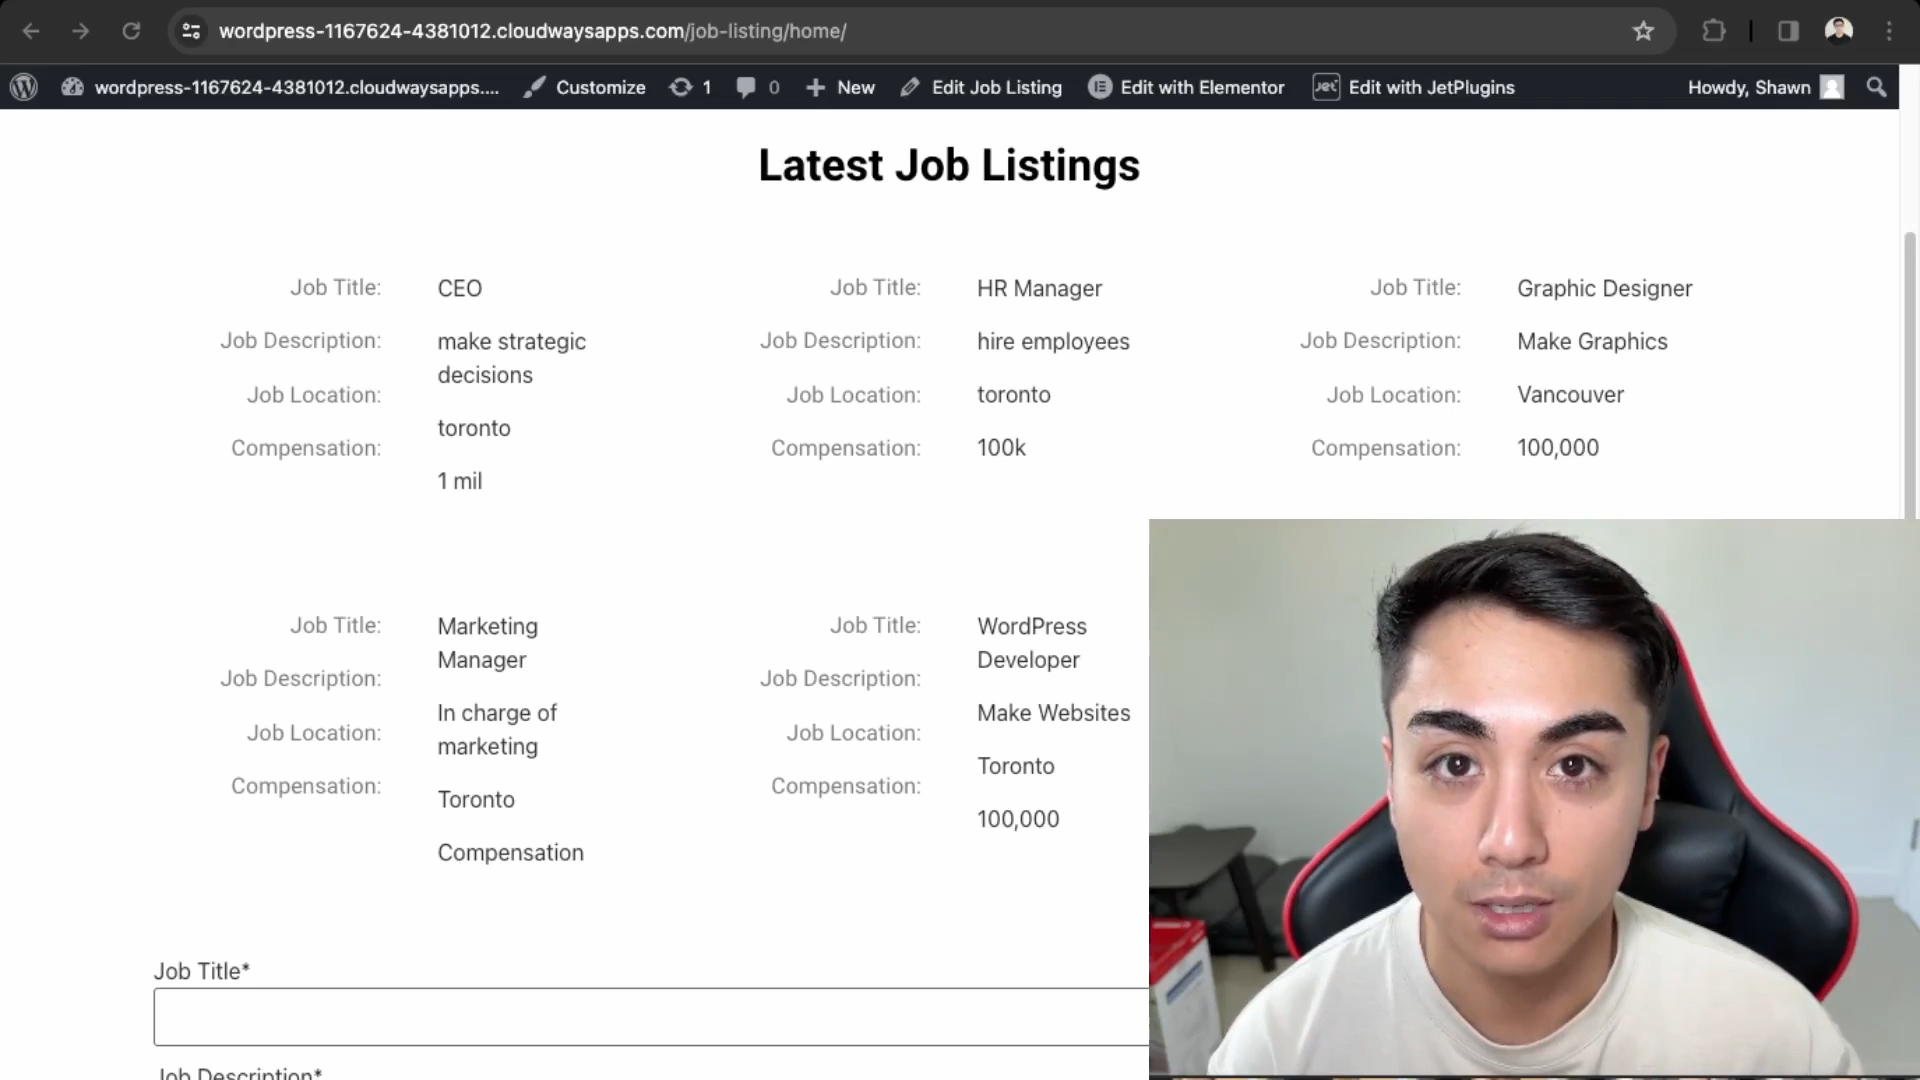 wordpress-1167624-4381012.cloudwaysapps.com/job-listing/home/
wordpress-1167624-4381012.cloudwaysapps.... Customize 1 0 New Edit Job Listing Edit with Elementor Jet Edit with JetPlugins Howdy, Shawn
Latest Job Listings
Job Title: CEO
Job Description: make strategic
decisions
Job Location: toronto
Compensation: 1 mil
Job Title: HR Manager
Job Description: hire employees
Job Location: toronto
Compensation: 100k
Job Title: Graphic Designer
Job Description: Make Graphics
Job Location: Vancouver
Compensation: 100,000
Job Title: Marketing
Manager
Job Description: In charge of
marketing
Job Location: Toronto
Compensation: Compensation
Job Title: WordPress
Developer
Job Description: Make Websites
Job Location: Toronto
Compensation: 100,000
Job Title*
Job Description*